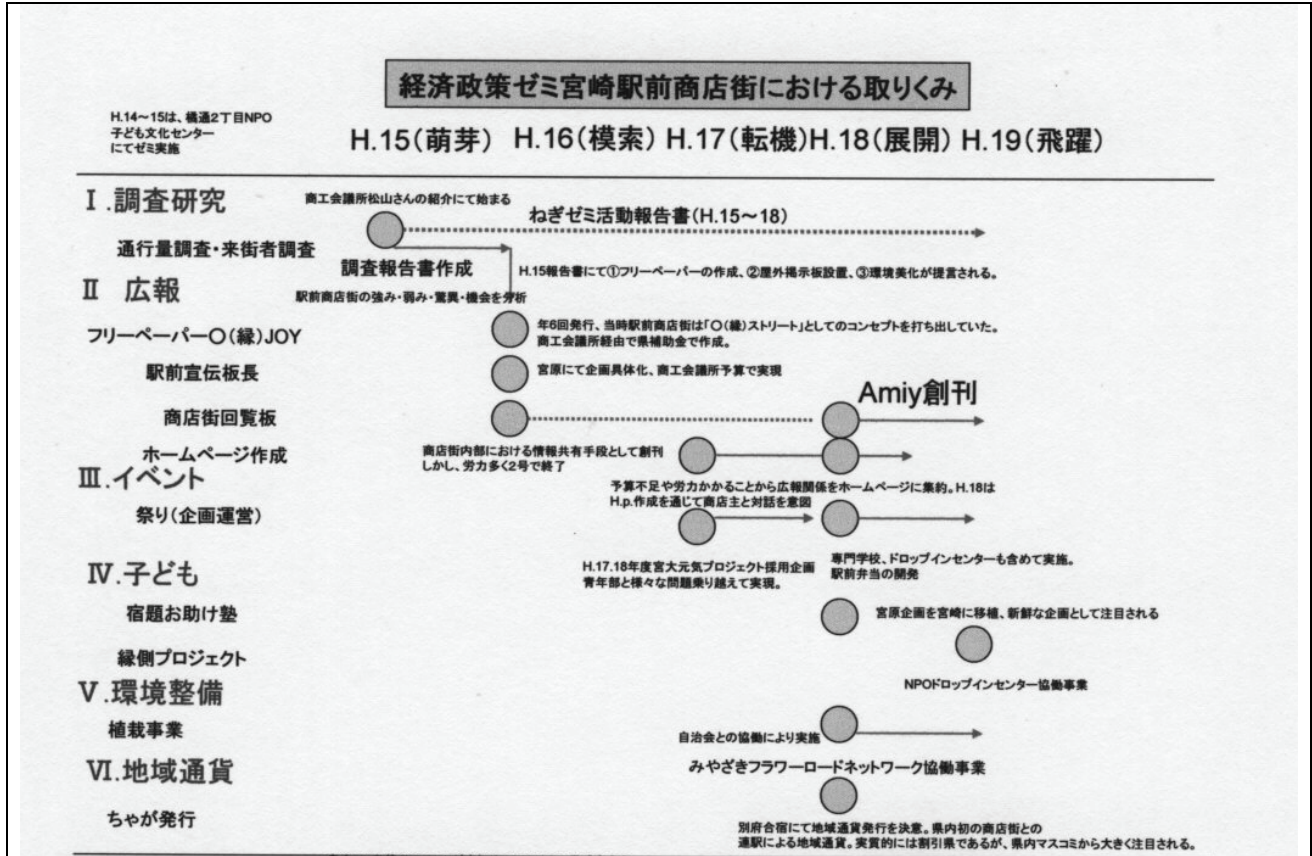 経済政策ゼミ宮崎駅前商店街における取りくみ
H.14～15は、橘通2丁目NPO
子ども文化センター
にてゼミ実施
H.15(萌芽) H.16(模索) H.17(転機)H.18(展開) H.19(飛躍)
Ⅰ.調査研究
商工会議所松山さんの紹介にて始まる
ねぎゼミ活動報告書(H.15～18)
通行量調査・来街者調査
調査報告書作成
H.15報告書にて①フリーペーパーの作成、②屋外掲示板設置、③環境美化が提言される。
Ⅱ 広報
駅前商店街の強み・弱み・驚異・機会を分析
フリーペーパー〇(縁)JOY
年6回発行、当時駅前商店街は「〇(縁)ストリート」としてのコンセプトを打ち出していた。
商工会議所経由で県補助金で作成。
駅前宣伝板長
宮原にて企画具体化、商工会議所予算で実現
Amiy創刊
商店街回覧板
ホームページ作成
商店街内部における情報共有手段として創刊
しかし、労力多く2号で終了
Ⅲ.イベント
予算不足や労力かかることから広報関係をホームページに集約。H.18は
H.p.作成を通じて商店主と対話を意図
祭り(企画運営)
H.17.18年度宮大元気プロジェクト採用企画
青年部と様々な問題乗り越えて実現。
専門学校、ドロップインセンターも含めて実施。
駅前弁当の開発
Ⅳ.子ども
宿題お助け塾
宮原企画を宮崎に移植、新鮮な企画として注目される
縁側プロジェクト
NPOドロップインセンター協働事業
Ⅴ.環境整備
植栽事業
自治会との協働により実施
みやざきフラワーロードネットワーク協働事業
Ⅵ.地域通貨
ちゃが発行
別府合宿にて地域通貨発行を決意。県内初の商店街との
連駅による地域通貨。実質的には割引県であるが、県内マスコミから大きく注目される。